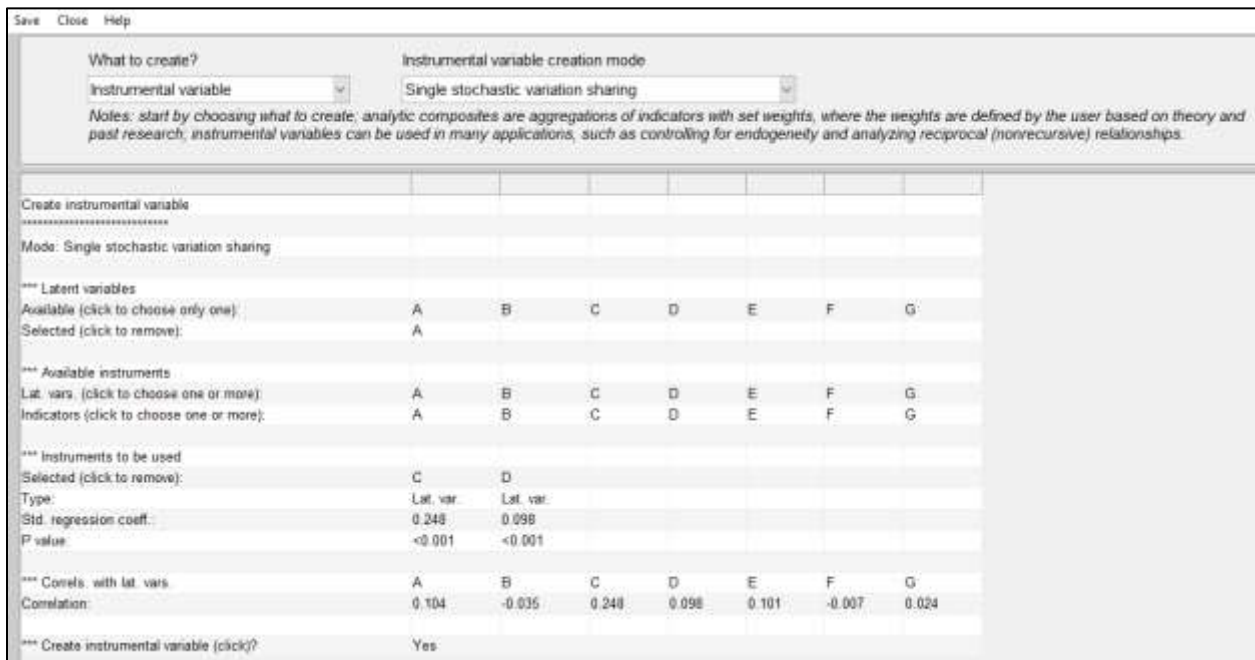 Save Close Help
What to create? Instrumental variable creation mode
Instrumental variable Single stochastic variation sharing
Notes: start by choosing what to create; analytic composites are aggregations of indicators with set weights, where the weights are defined by the user based on theory and
past research; instrumental variables can be used in many applications, such as controlling for endogeneity and analyzing reciprocal (nonrecursive) relationships.
Create instrumental variable
******************************
Mode: Single stochastic variation sharing
*** Latent variables
Available (click to choose only one): A B C D E F G
Selected (click to remove): A
*** Available instruments
Lat. vars. (click to choose one or more): A B C D E F G
Indicators (click to choose one or more): A B C D E F G
*** Instruments to be used
Selected (click to remove): C D
Type: Lat. var. Lat. var.
Std. regression coeff.: 0.248 0.098
P value: <0.001 <0.001
*** Correls. with lat. vars. A B C D E F G
Correlation: 0.104 -0.035 0.248 0.098 0.101 -0.007 0.024
*** Create instrumental variable (click)? Yes